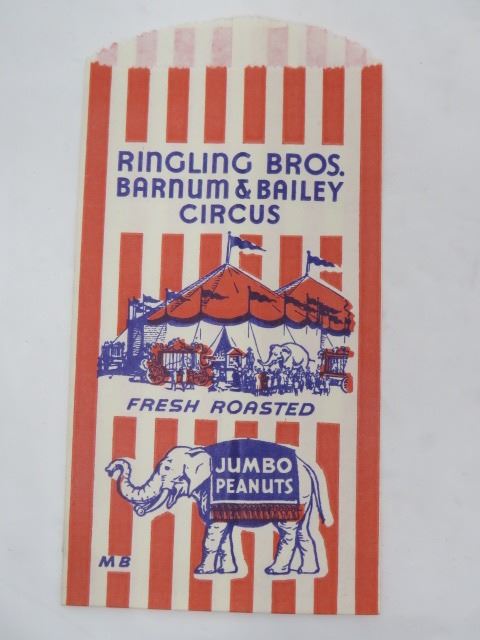 RINGLING BROS.
BARNUM & BAILEY
CIRCUS
FRESH ROASTED
JUMBO
PEANUTS
MB